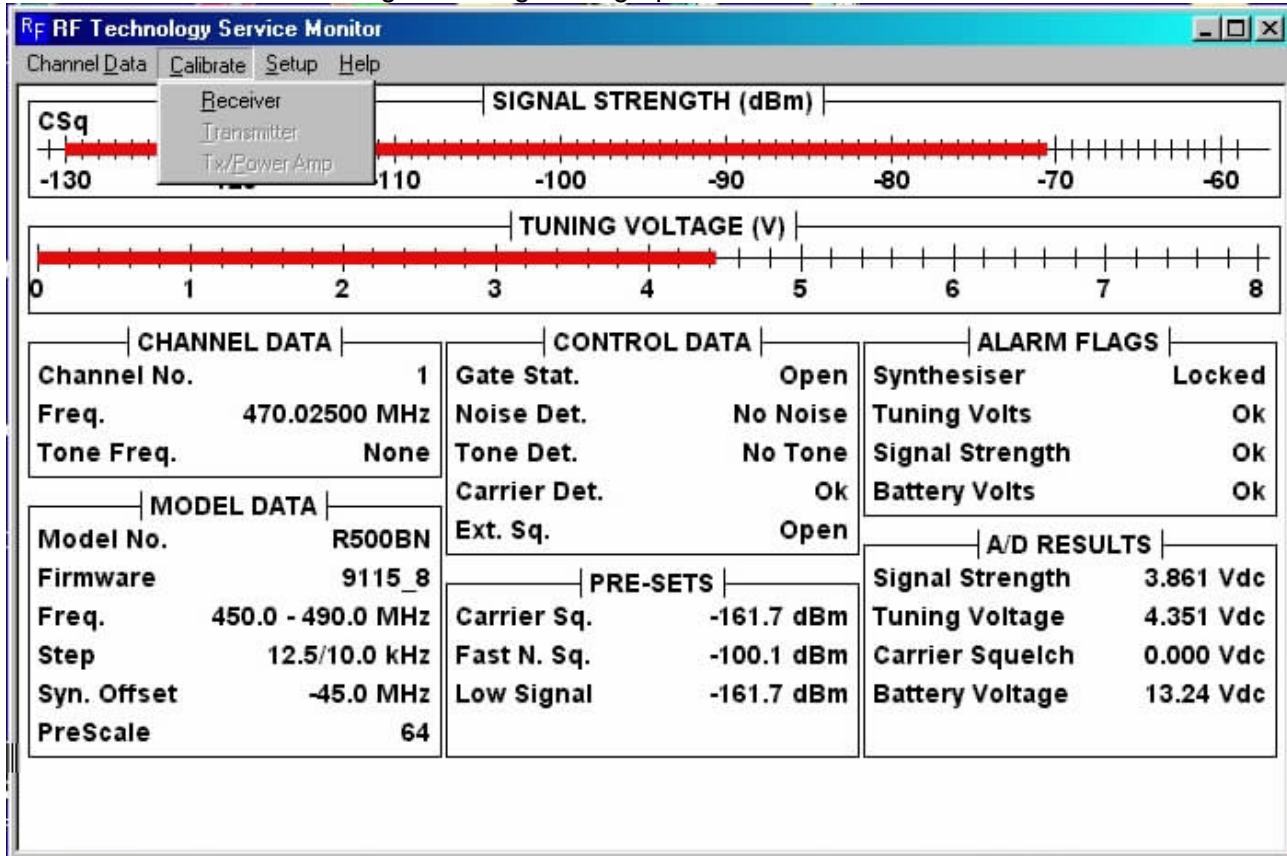 RF RF Technology Service Monitor
Channel Data Calibrate Setup Help
Receiver
Transmitter
Tx/Power Amp
SIGNAL STRENGTH (dBm)
CSq
-130 -110 -100 -90 -80 -70 -60
TUNING VOLTAGE (V)
0 1 2 3 4 5 6 7 8
CHANNEL DATA
Channel No. 1
Freq. 470.02500 MHz
Tone Freq. None
MODEL DATA
Model No. R500BN
Firmware 9115_8
Freq. 450.0 - 490.0 MHz
Step 12.5/10.0 kHz
Syn. Offset -45.0 MHz
PreScale 64
CONTROL DATA
Gate Stat. Open
Noise Det. No Noise
Tone Det. No Tone
Carrier Det. Ok
Ext. Sq. Open
PRE-SETS
Carrier Sq. -161.7 dBm
Fast N. Sq. -100.1 dBm
Low Signal -161.7 dBm
ALARM FLAGS
Synthesiser Locked
Tuning Volts Ok
Signal Strength Ok
Battery Volts Ok
A/D RESULTS
Signal Strength 3.861 Vdc
Tuning Voltage 4.351 Vdc
Carrier Squelch 0.000 Vdc
Battery Voltage 13.24 Vdc